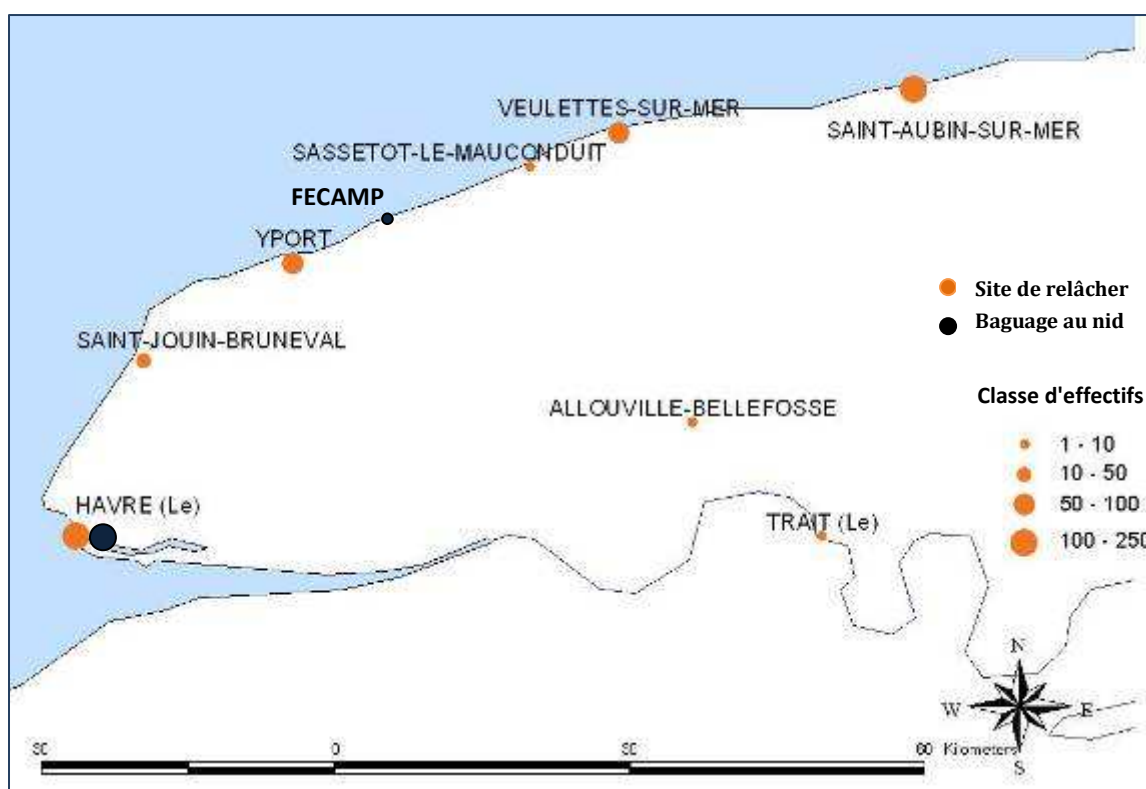 VEULETTES-SUR-MER
SAINT-AUBIN-SUR-MER
SASSETOT-LE-MAUCONDUIT
FECAMP
YPORT
Site de relâcher
Baguage au nid
SAINT-JOUIN-BRUNEVAL
Classe d'effectifs
ALLOUVILLE-BELLEFOSSE
1 - 10
10 - 50
50 - 100
100 - 250
HAVRE (Le)
TRAIT (Le)
N
W E
S
30 0 30 60 Kilometers